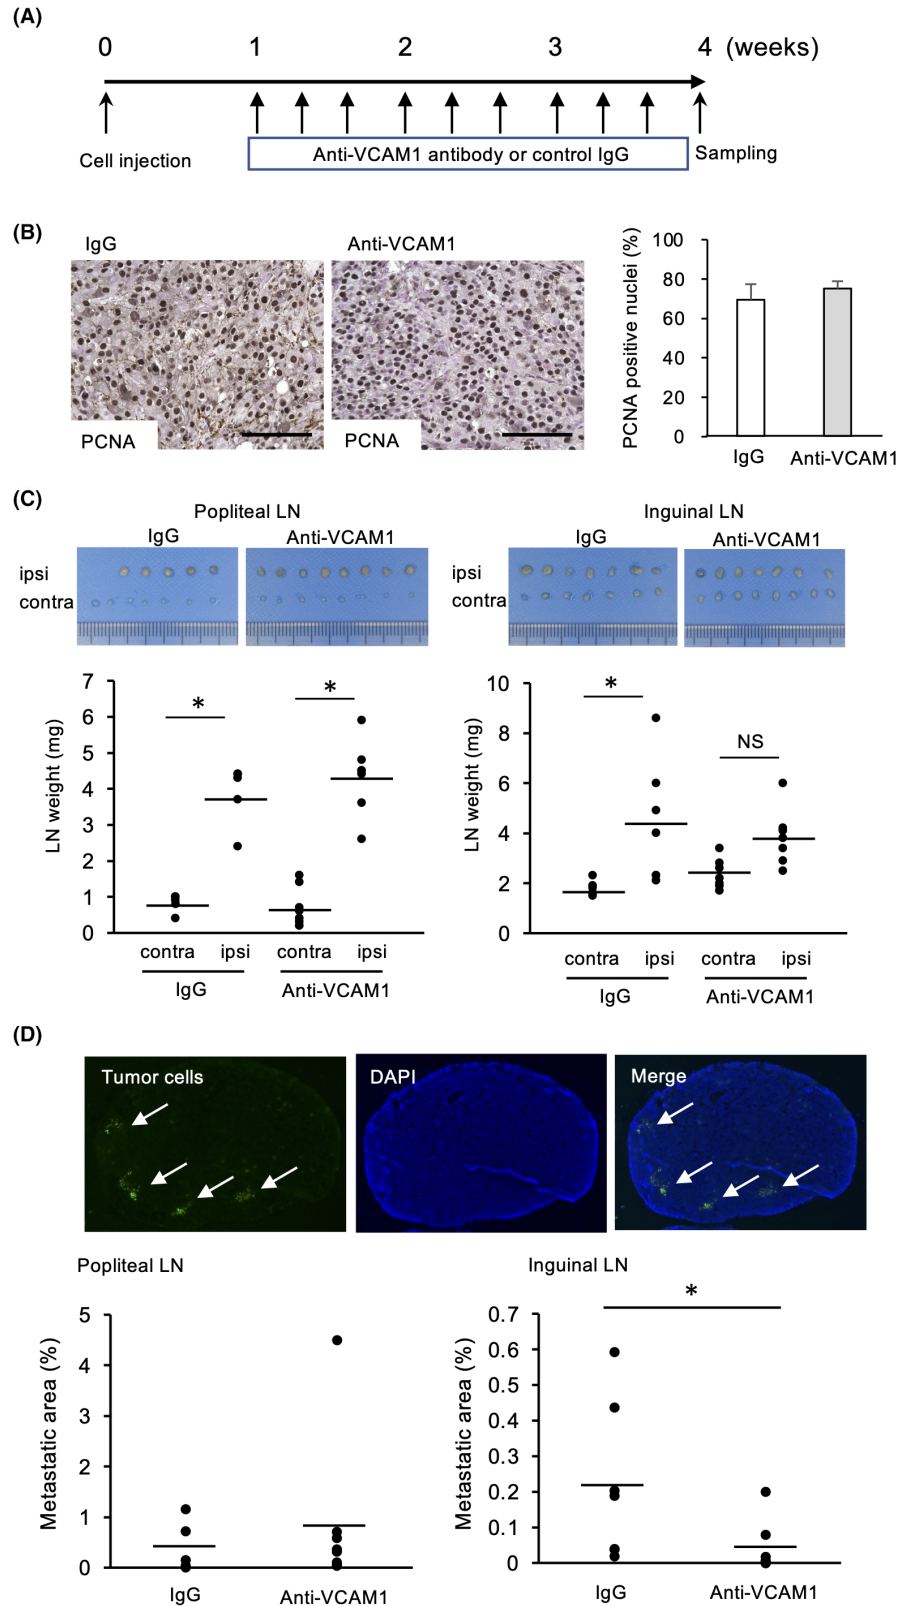 (A)
0 1 2 3 4 (weeks)
Cell injection
Anti-VCAM1 antibody or control IgG
Sampling
(B)
IgG
Anti-VCAM1
PCNA
PCNA
PCNA positive nuclei (%)
100
80
60
40
20
0
IgG
Anti-VCAM1
(C)
Popliteal LN
IgG
Anti-VCAM1
ipsi
contra
Inguinal LN
IgG
Anti-VCAM1
ipsi
contra
LN weight (mg)
7
6
5
4
3
2
1
0
*
*
contra ipsi contra ipsi
IgG
Anti-VCAM1
LN weight (mg)
10
8
6
4
2
0
*
NS
contra ipsi contra ipsi
IgG
Anti-VCAM1
(D)
Tumor cells
DAPI
Merge
Popliteal LN
Metastatic area (%)
5
4
3
2
1
0
IgG
Anti-VCAM1
Inguinal LN
Metastatic area (%)
0.7
0.6
0.5
0.4
0.3
0.2
0.1
0
*
IgG
Anti-VCAM1